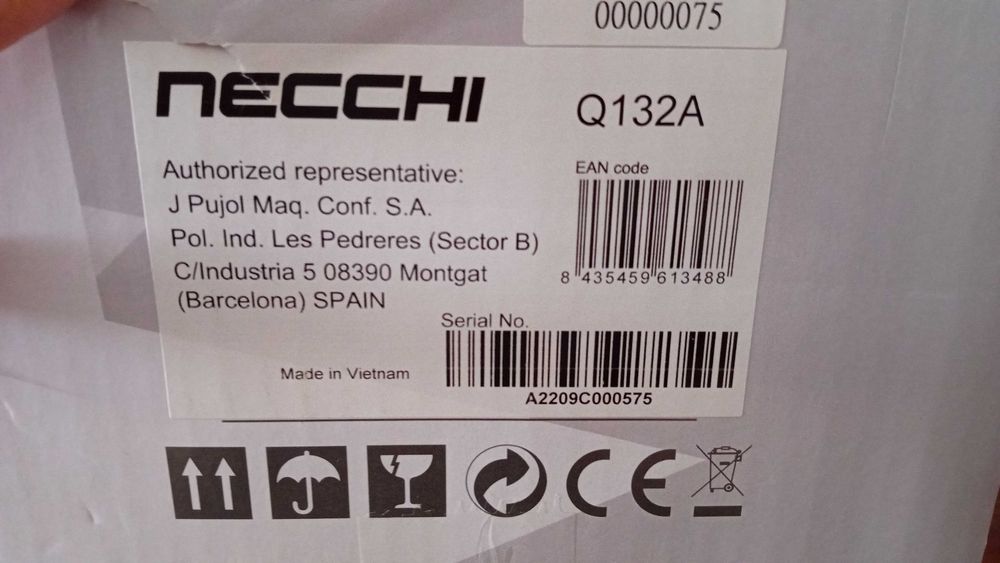 00000075
NECCHI
Q132A
Authorized representative:
J Pujol Maq. Conf. S.A.
Pol. Ind. Les Pedreres (Sector B)
C/Industria 5 08390 Montgat
(Barcelona) SPAIN
EAN code
8 435459 613488
Serial No.
Made in Vietnam
A2209C000575
CE